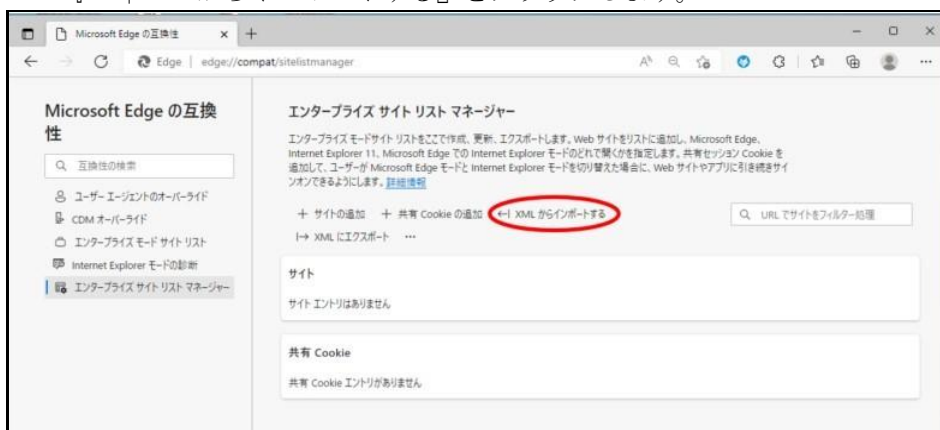 Microsoft Edge の互換性
Edge | edge://compat/sitelistmanager
Microsoft Edge の互換
性
互換性の検索
ユーザー エージェントのオーバーライド
CDM オーバーライド
エンタープライズ モード サイト リスト
Internet Explorer モードの診断
エンタープライズ サイト リスト マネージャー
エンタープライズ サイト リスト マネージャー
エンタープライズ モードサイト リストをここで作成、更新、エクスポートします。Web サイトをリストに追加し、Microsoft Edge、
Internet Explorer 11、Microsoft Edge での Internet Explorer モードのどれで開くかを指定します。共有セッション Cookie を
追加して、ユーザーが Microsoft Edge モードと Internet Explorer モードを切り替えた場合に、Web サイトやアプリに引き続きサイ
ンオンできるようにします。詳細情報
+ サイトの追加 + 共有 Cookie の追加 XML からインポートする
URL でサイトをフィルター処理
XML にエクスポート ...
サイト
サイト エントリはありません
共有 Cookie
共有 Cookie エントリがありません